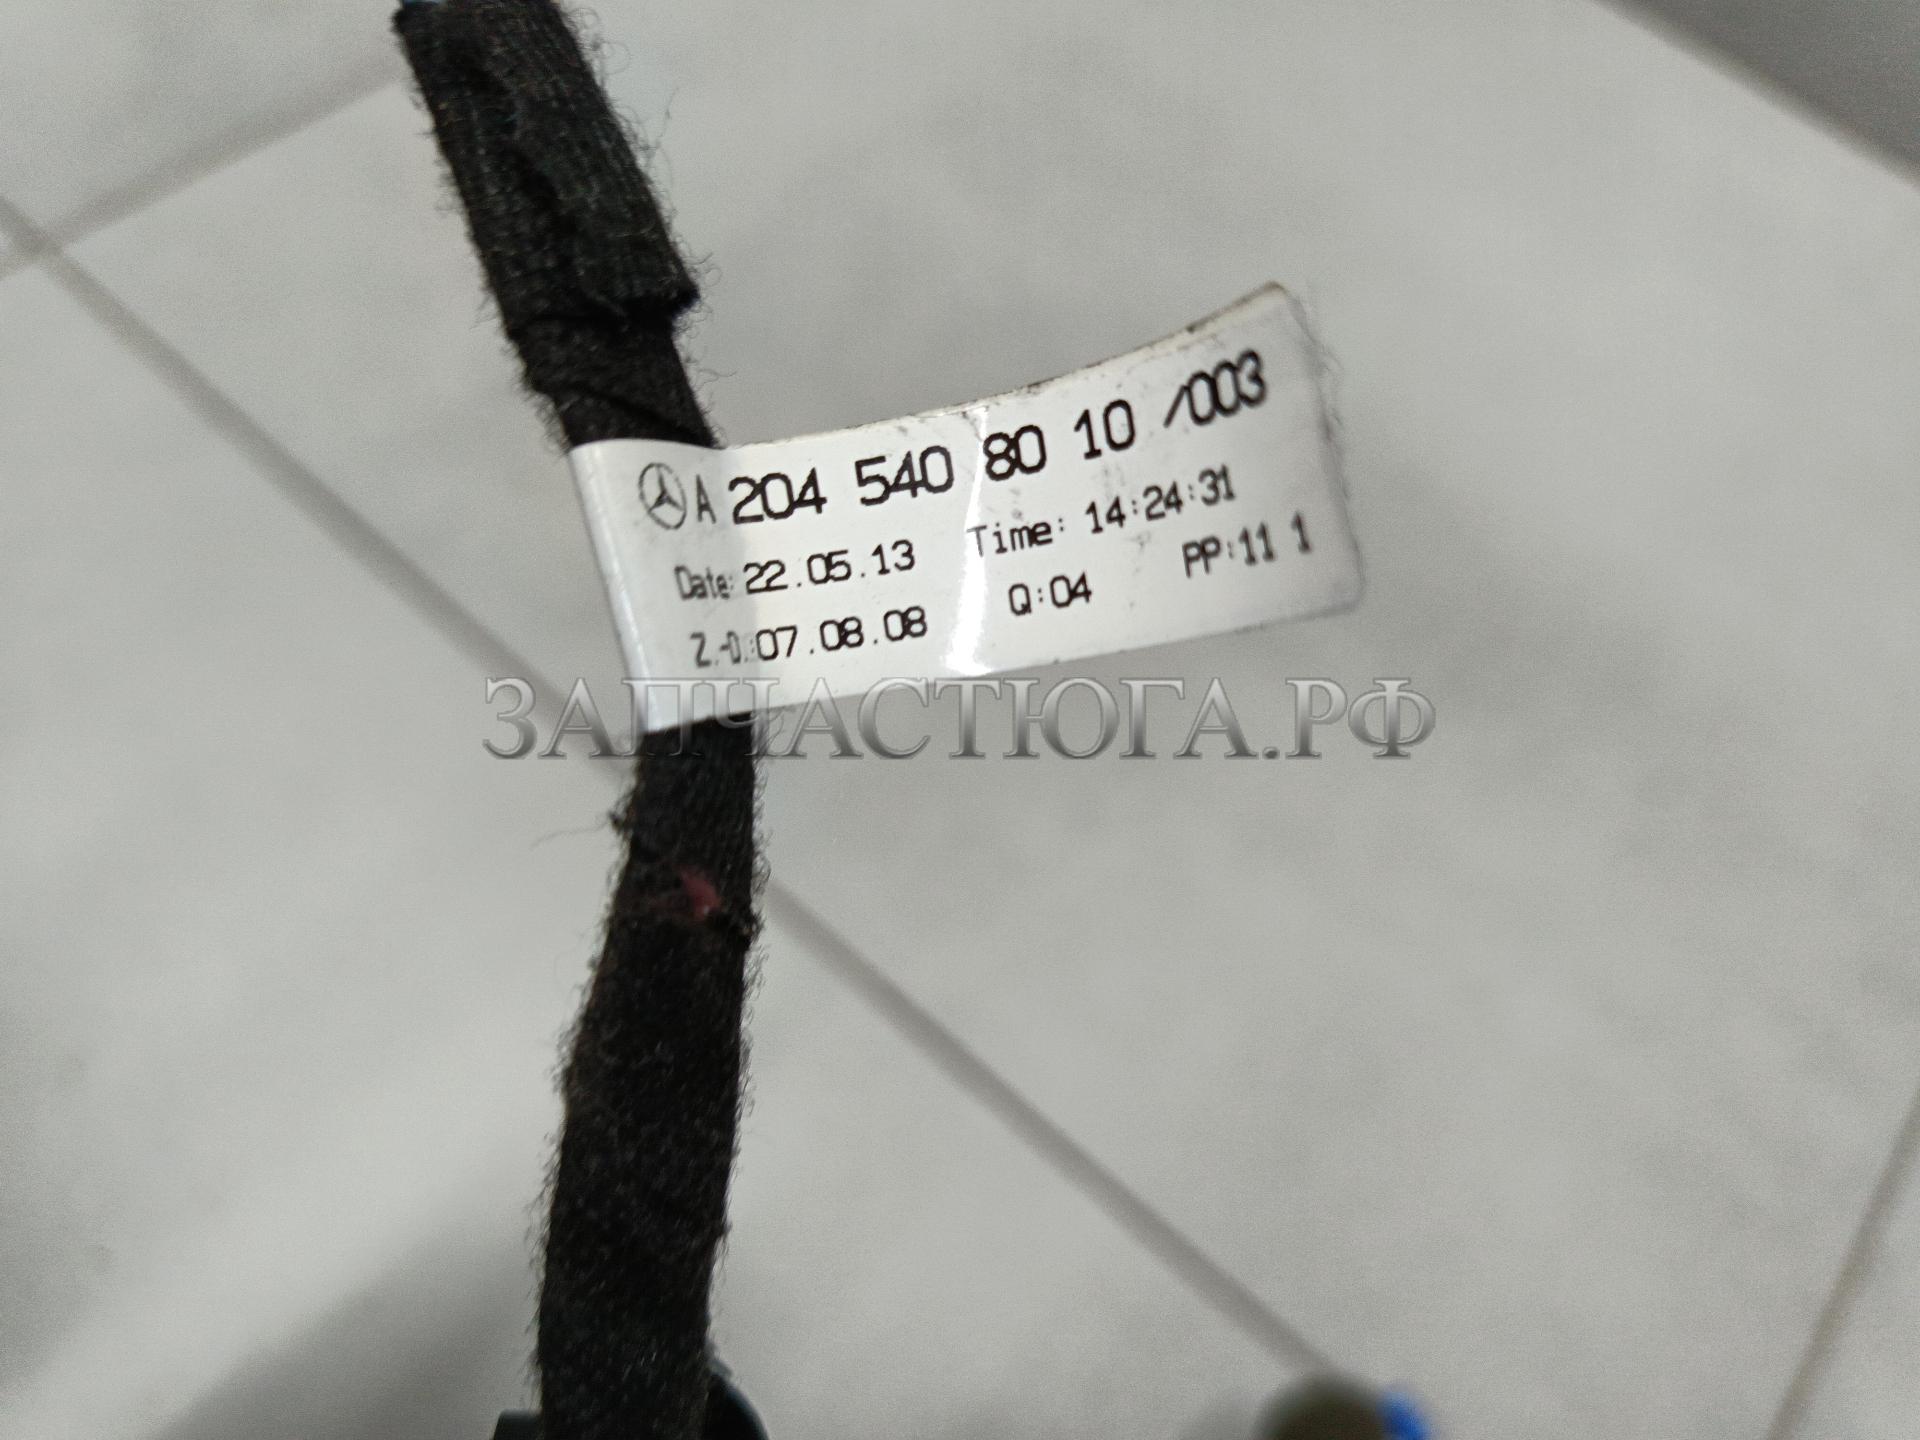 A 204 540 80 10 /003
Date: 22.05.13 Time: 14:24:31
Z.-D.:07.08.08 Q:04 PP:11 1
ЗАПЧАСТЮГА.РФ